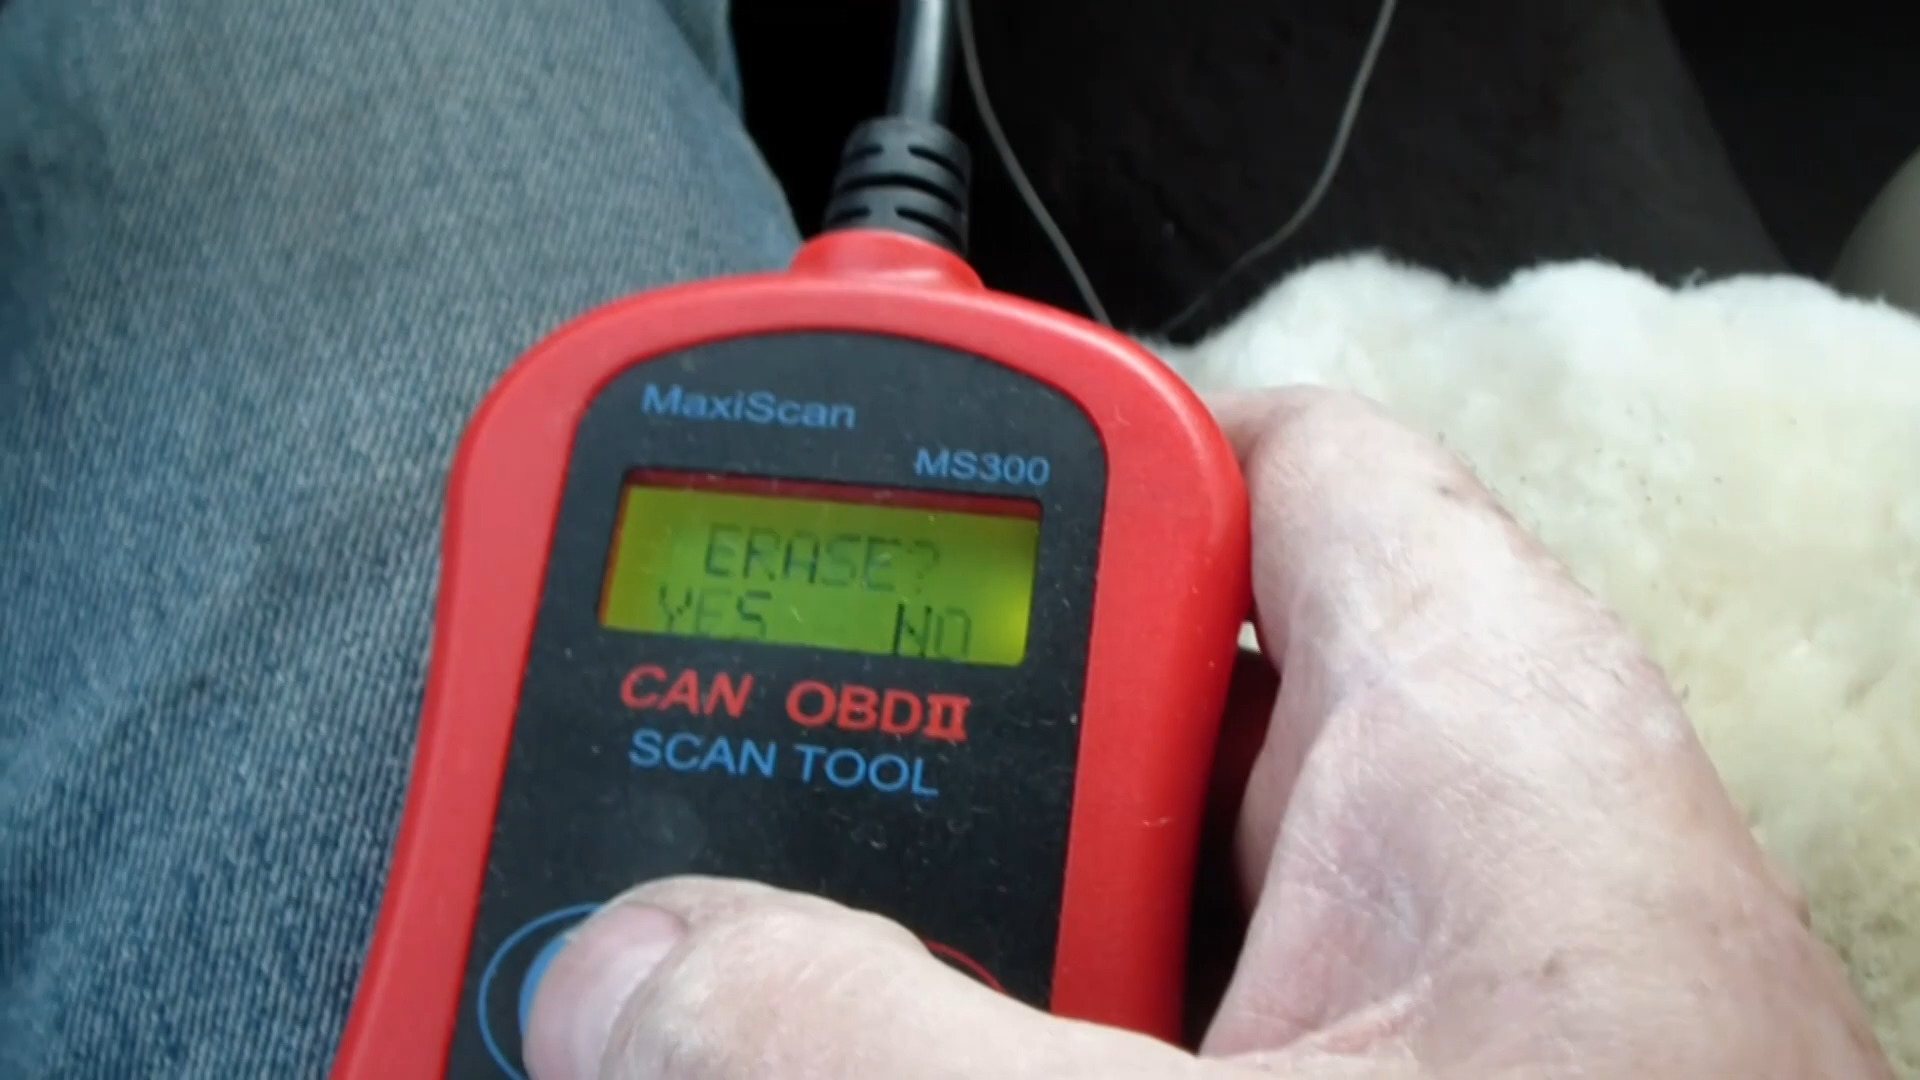 MaxiScan
MS300
ERASE?
YES NO
CAN OBDII
SCAN TOOL